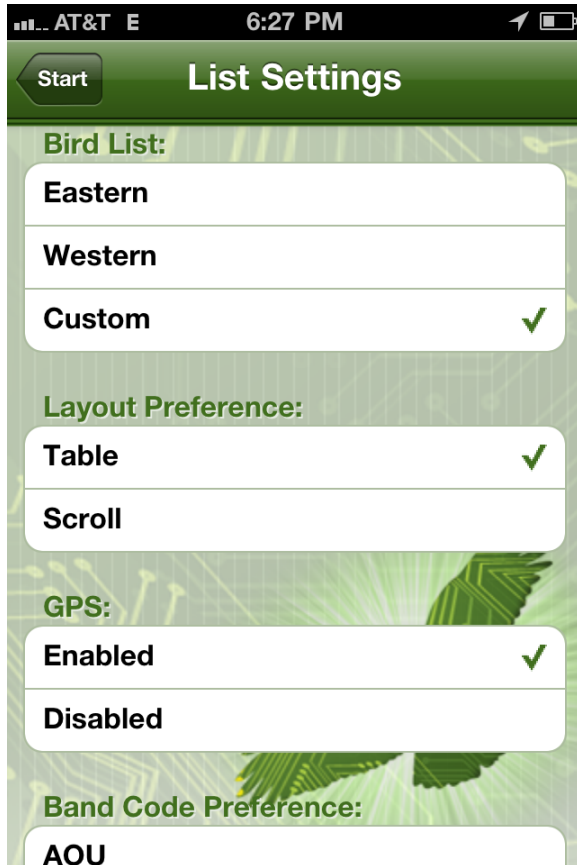 AT&T E 6:27 PM
Start List Settings
Bird List:
Eastern
Western
Custom
Layout Preference:
Table
Scroll
GPS:
Enabled
Disabled
Band Code Preference:
AOU